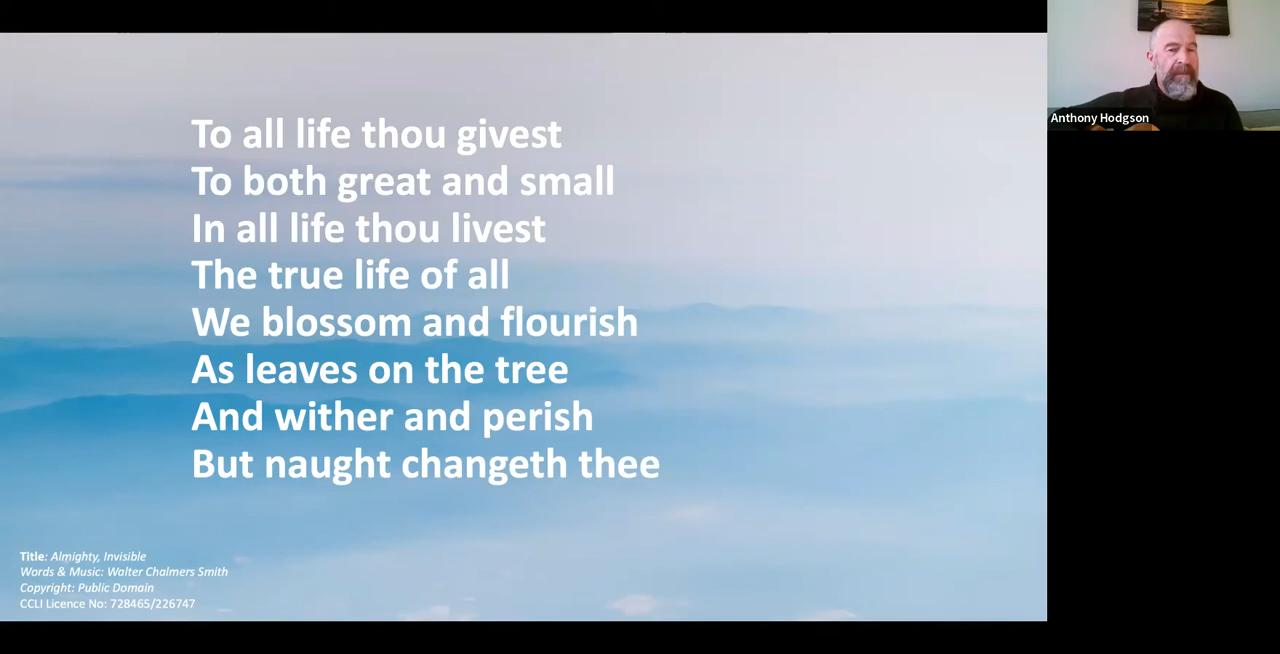 To all life thou givest
To both great and small
In all life thou livest
The true life of all
We blossom and flourish
As leaves on the tree
And wither and perish
But naught changeth thee
Title: Almighty, Invisible
Words & Music: Walter Chalmers Smith
Copyright: Public Domain
CCLI Licence No: 728465/226747
Anthony Hodgson